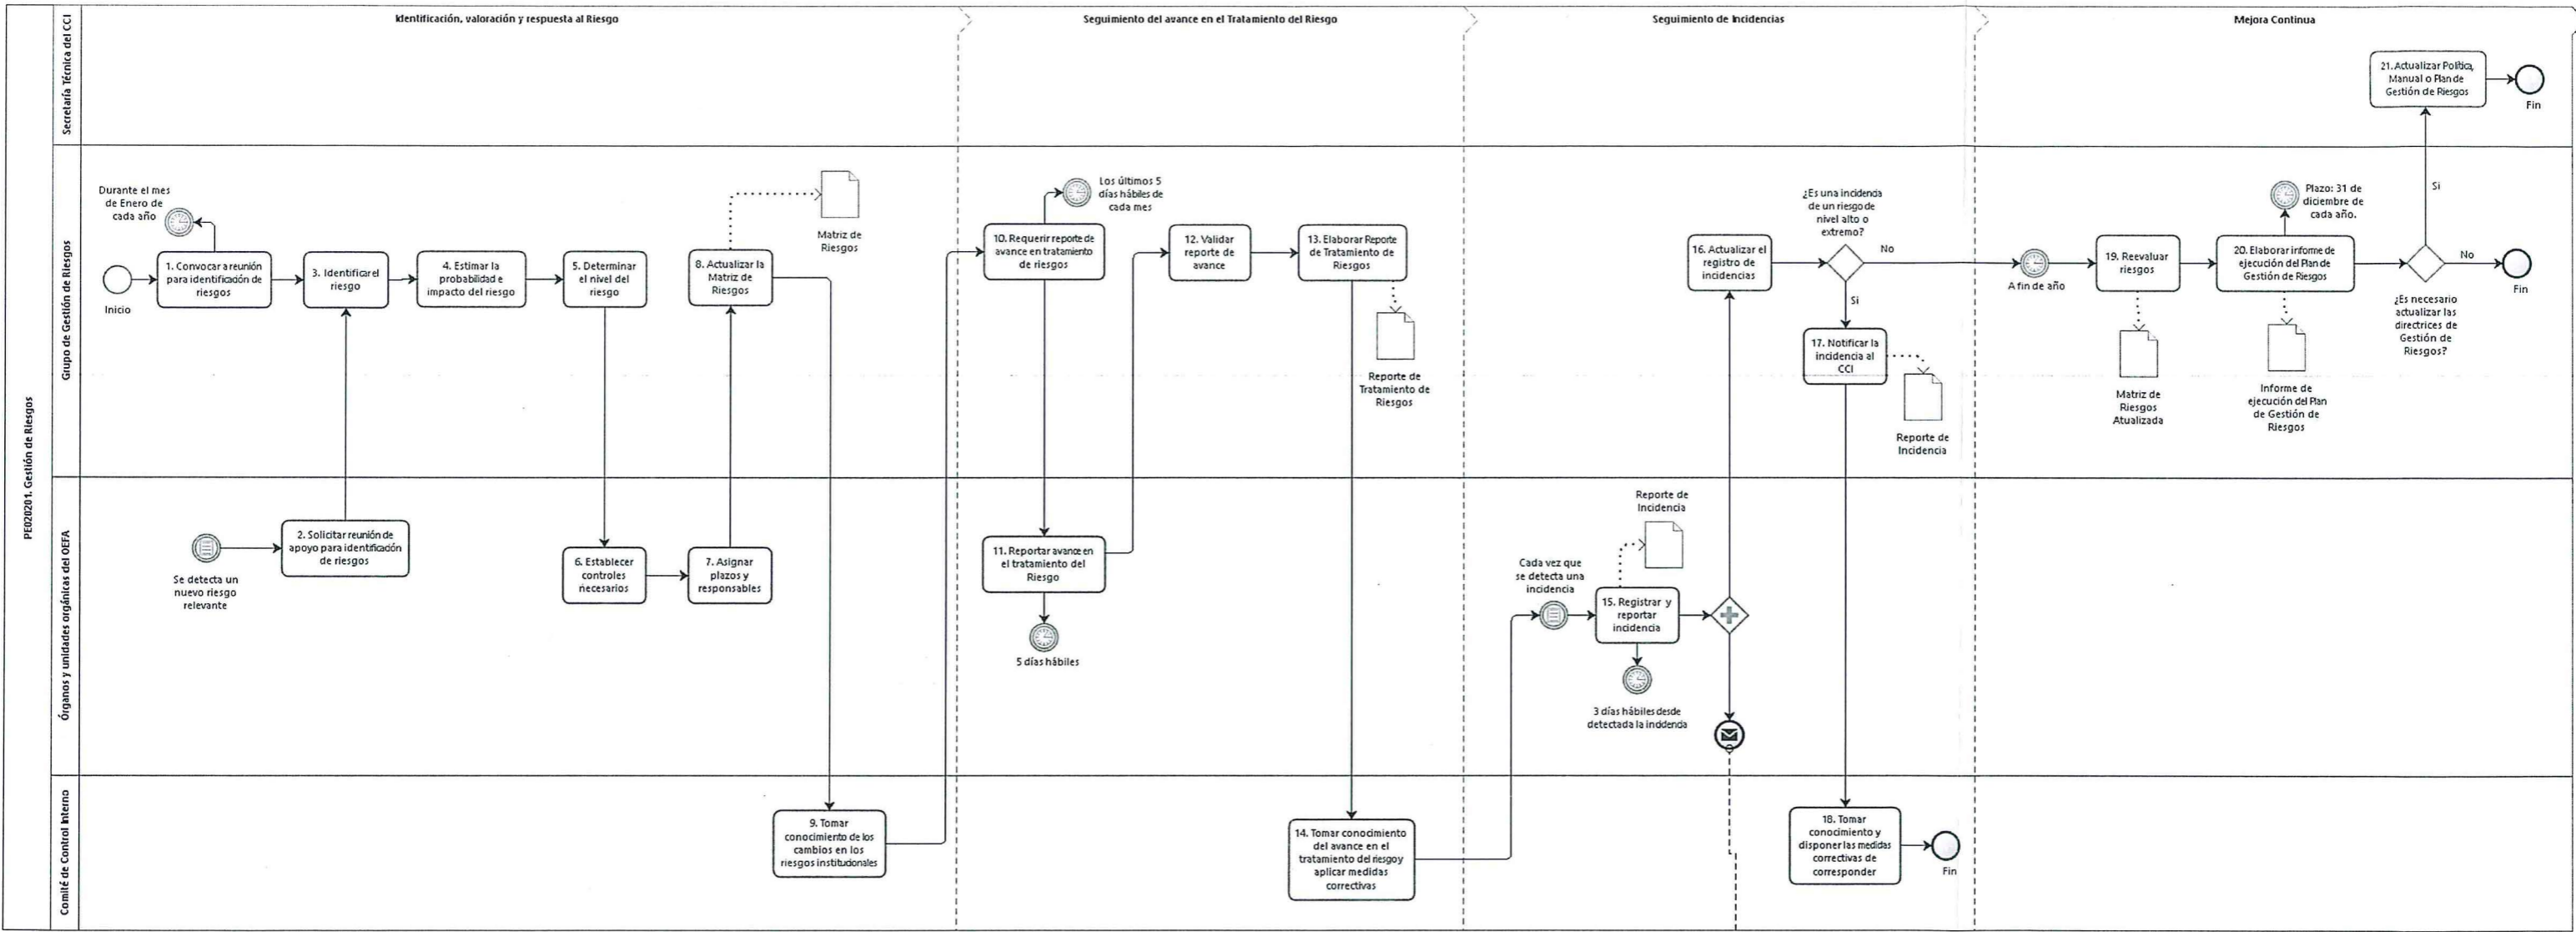 PE020201. Gestión de Riesgos
Identificación, valoración y respuesta al Riesgo
Seguimiento del avance en el Tratamiento del Riesgo
Seguimiento de Incidencias
Mejora Continua
Secretaría Técnica del CCI
21. Actualizar Política,
Manual o Plan de
Gestión de Riesgos
Fin
Grupo de Gestión de Riesgos
Durante el mes
de Enero de
cada año
Inicio
1. Convocar a reunión
para identificación de
riesgos
3. Identificar el
riesgo
4. Estimar la
probabilidad e
impacto del riesgo
5. Determinar
el nivel del
riesgo
8. Actualizar la
Matriz de
Riesgos
Matriz de
Riesgos
Los últimos 5
días hábiles de
cada mes
10. Requerir reporte de
avance en tratamiento
de riesgos
12. Validar
reporte de
avance
13. Elaborar Reporte
de Tratamiento de
Riesgos
Reporte de
Tratamiento de
Riesgos
16. Actualizar el
registro de
incidencias
¿Es una incidencia
de un riesgo de
nivel alto o
extremo?
No
Si
17. Notificar la
incidencia al
CCI
Reporte de
Incidencia
A fin de año
19. Reevaluar
riesgos
Matriz de
Riesgos
Atualizada
Plazo: 31 de
diciembre de
cada año.
20. Elaborar informe de
ejecución del Plan de
Gestión de Riesgos
Informe de
ejecución del Plan
de Gestión de
Riesgos
Si
No
Fin
¿Es necesario
actualizar las
directrices de
Gestión de
Riesgos?
Órganos y unidades orgánicas del OEFA
Se detecta un
nuevo riesgo
relevante
2. Solicitar reunión de
apoyo para identificación
de riesgos
6. Establecer
controles
necesarios
7. Asignar
plazos y
responsables
11. Reportar avance en
el tratamiento del
Riesgo
5 días hábiles
Cada vez que
se detecta una
incidencia
Reporte de
Incidencia
15. Registrar y
reportar
incidencia
3 días hábiles desde
detectada la incidencia
Comité de Control Interno
9. Tomar
conocimiento de los
cambios en los
riesgos institucionales
14. Tomar conocimiento
del avance en el
tratamiento del riesgo y
aplicar medidas
correctivas
18. Tomar
conocimiento y
disponer las medidas
correctivas de
corresponder
Fin